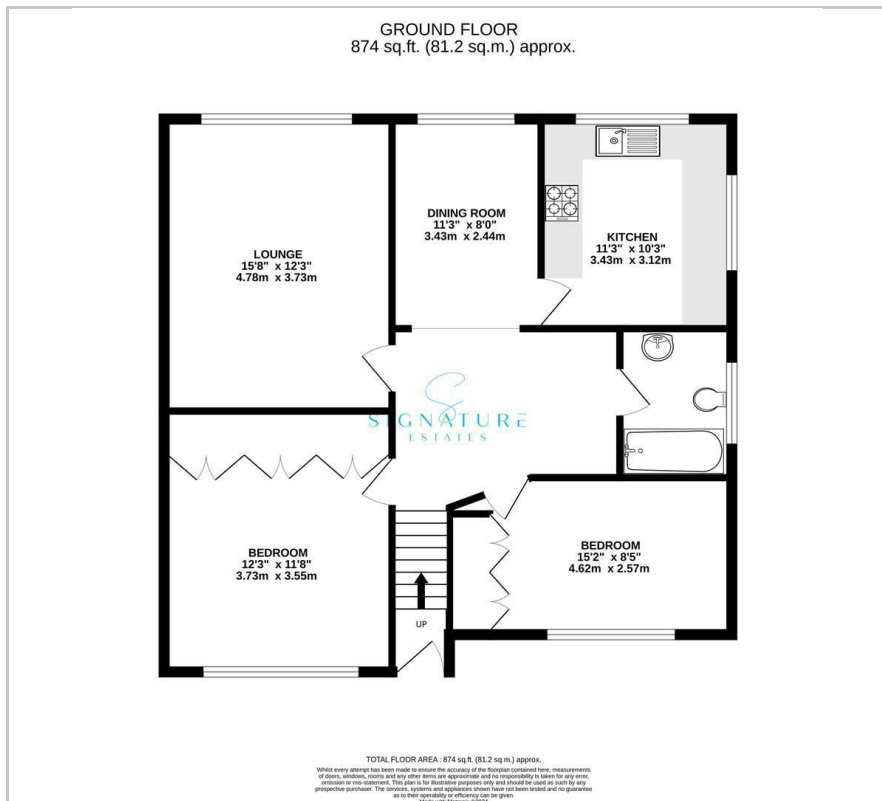 GROUND FLOOR
874 sq.ft. (81.2 sq.m.) approx.
DINING ROOM
11'3" x 8'0"
3.43m x 2.44m
KITCHEN
11'3" x 10'3"
3.43m x 3.12m
LOUNGE
15'8" x 12'3"
4.78m x 3.73m
S
SIGNATURE
ESTATES
BEDROOM
12'3" x 11'8"
3.73m x 3.55m
BEDROOM
15'2" x 8'5"
4.62m x 2.57m
UP
TOTAL FLOOR AREA : 874 sq.ft. (81.2 sq.m.) approx.
Whilst every attempt has been made to ensure the accuracy of the floorplan contained here, measurements
of doors, windows, rooms and any other items are approximate and no responsibility is taken for any error,
omission or mis-statement. This plan is for illustrative purposes only and should be used as such by any
prospective purchaser. The services, systems and appliances shown have not been tested and no guarantee
as to their operability or efficiency can be given.
Made with Metropix ©2024